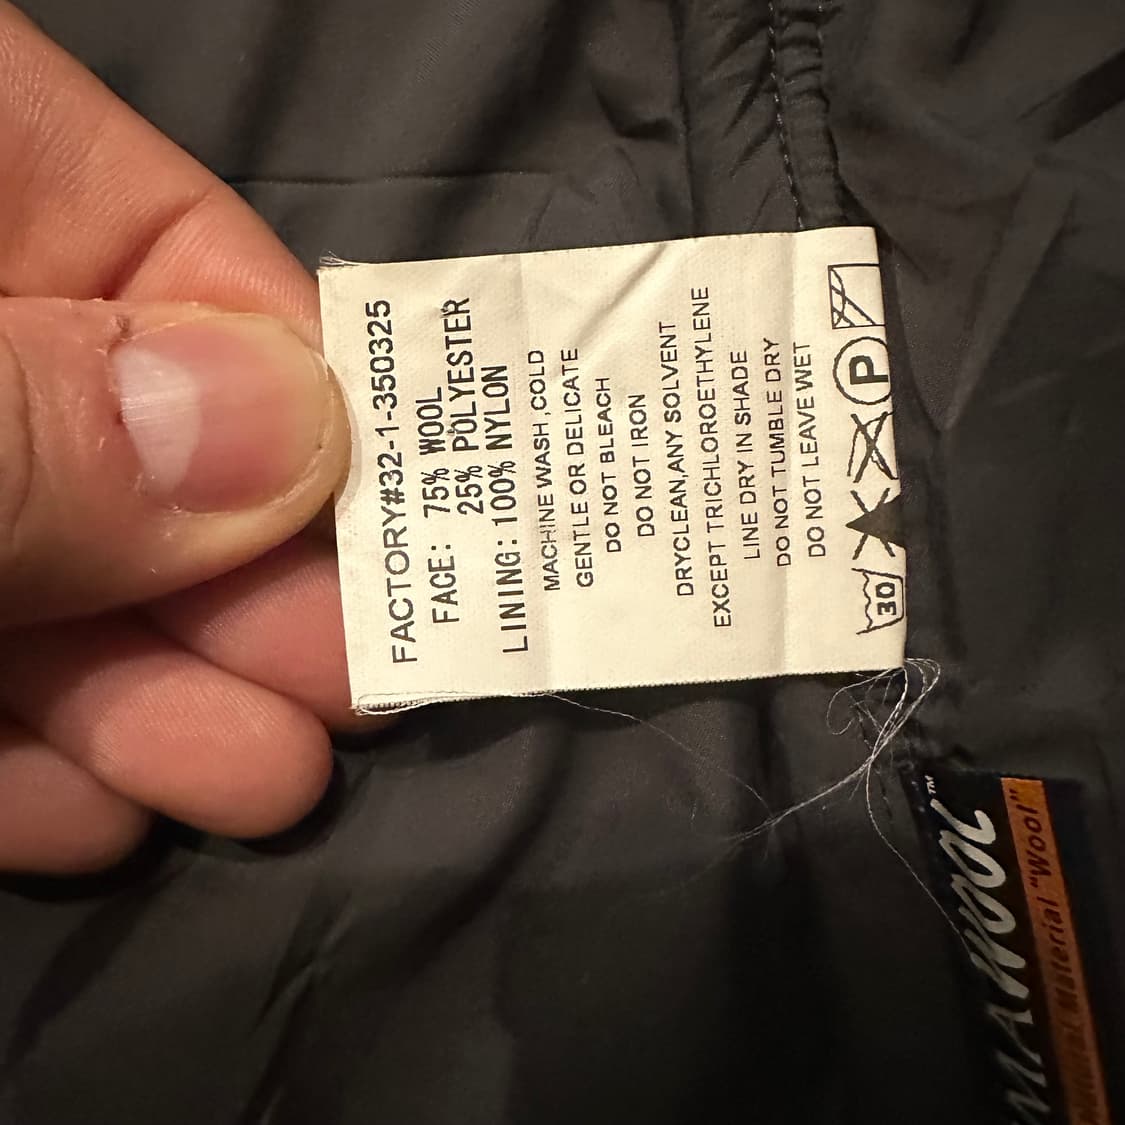 FACTORY#32-1-350325
FACE: 75% WOOL
25% POLYESTER
LINING: 100% NYLON
MACHINE WASH ,COLD
GENTLE OR DELICATE
DO NOT BLEACH
DO NOT IRON
DRYCLEAN,ANY SOLVENT
EXCEPT TRICHLOROETHYLENE
LINE DRY IN SHADE
DO NOT TUMBLE DRY
DO NOT LEAVE WET
30
P
WOOL™
Material "Wool"